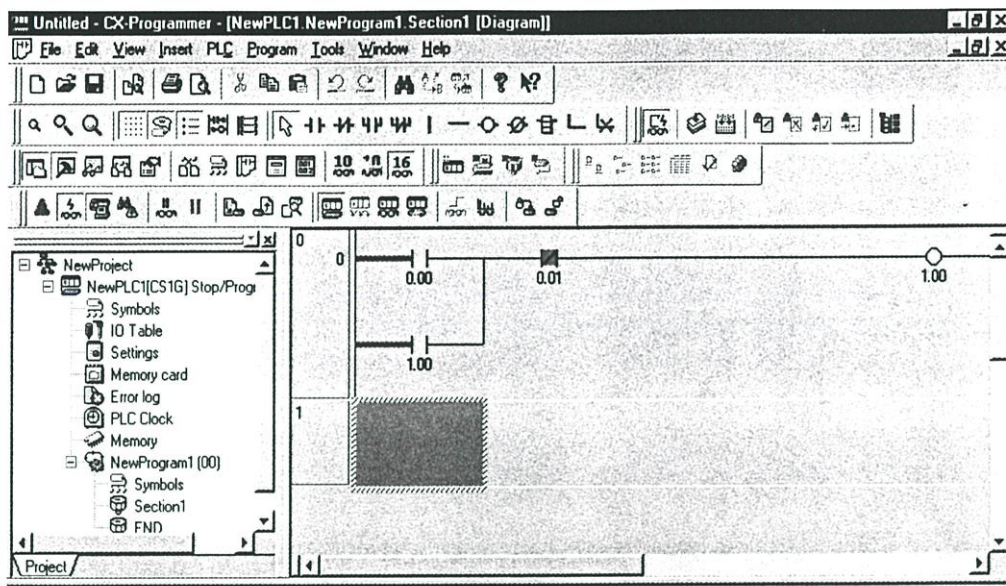 Untitled - CX-Programmer - [NewPLC1.NewProgram1.Section1 [Diagram]]
File Edit View Insert PLC Program Tools Window Help
10 16
NewProject
NewPLC1[CS1G] Stop/Progr
Symbols
IO Table
Settings
Memory card
Error log
PLC Clock
Memory
NewProgram1 (00)
Symbols
Section1
END
Project
0
0
0.00 0.01 1.00
1.00
1